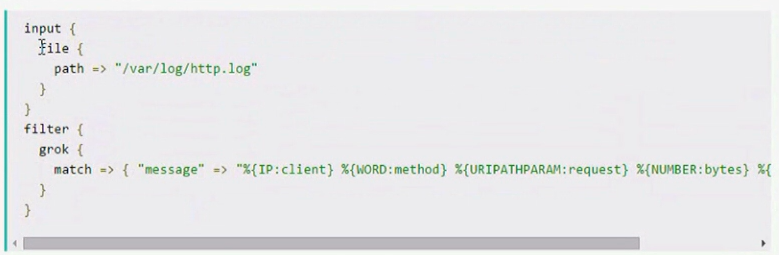 input {
file {
path => "/var/log/http.log"
}
}
filter {
grok {
match => { "message" => "%{IP:client} %{WORD:method} %{URIPATHPARAM:request} %{NUMBER:bytes} %{
}
}